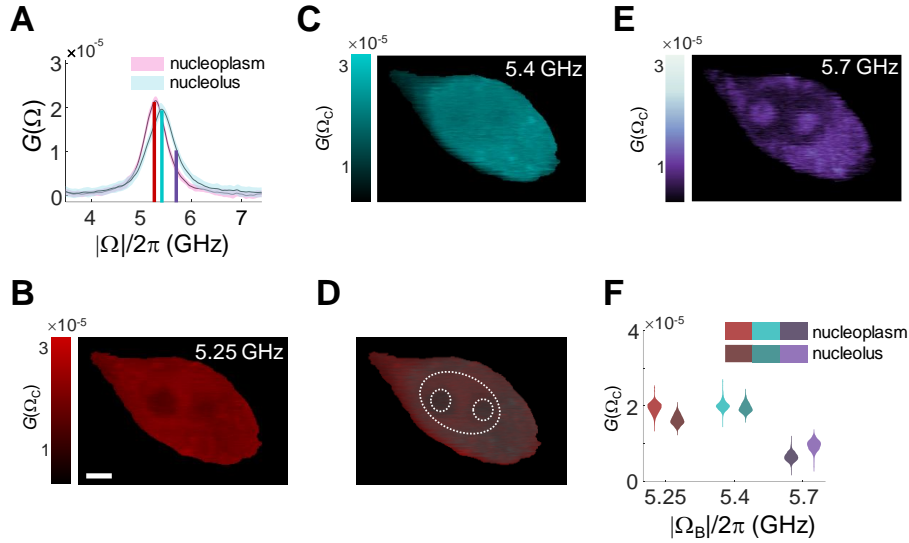 A
×10⁻⁵
3
2
1
0
G(Ω)
nucleoplasm
nucleolus
4
5
6
7
|Ω|/2π (GHz)
C
×10⁻⁵
3
1
G(Ω_C)
5.4 GHz
E
×10⁻⁵
3
1
G(Ω_C)
5.7 GHz
B
×10⁻⁵
3
1
G(Ω_C)
5.25 GHz
D
F
×10⁻⁵
4
2
0
G(Ω_C)
nucleoplasm
nucleolus
5.25
5.4
5.7
|Ω_B|/2π (GHz)